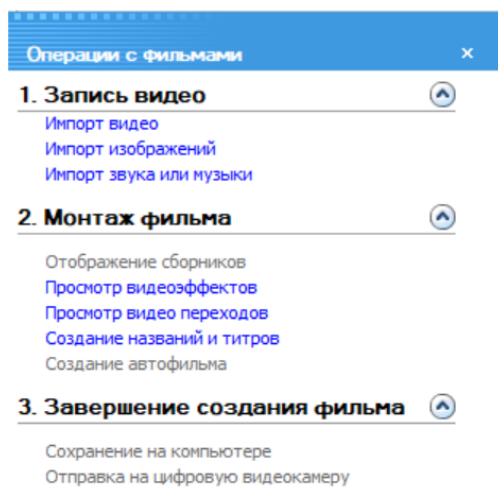 Операции с фильмами
1. Запись видео
Импорт видео
Импорт изображений
Импорт звука или музыки
2. Монтаж фильма
Отображение сборников
Просмотр видеоэффектов
Просмотр видео переходов
Создание названий и титров
Создание автофильма
3. Завершение создания фильма
Сохранение на компьютере
Отправка на цифровую видеокамеру